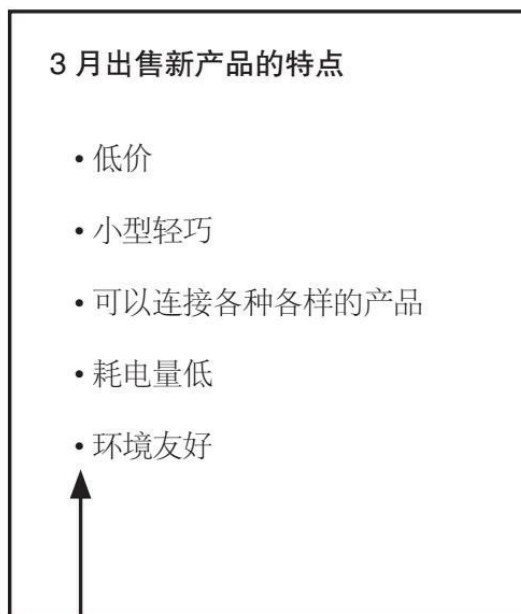 3 月出售新产品的特点
• 低价
• 小型轻巧
• 可以连接各种各样的产品
• 耗电量低
• 环境友好